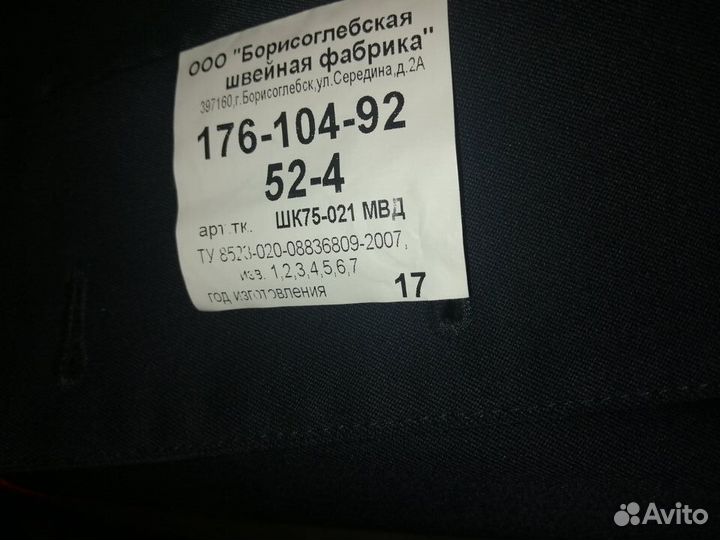 ООО "Борисоглебская
швейная фабрика"
397160,г.Борисоглебск,ул.Середина,д.2А
176-104-92
52-4
арт.тк. ШК75-021 МВД
ТУ 8523-020-08836809-2007,
изв. 1,2,3,4,5,6,7
год изготовления 17
Avito